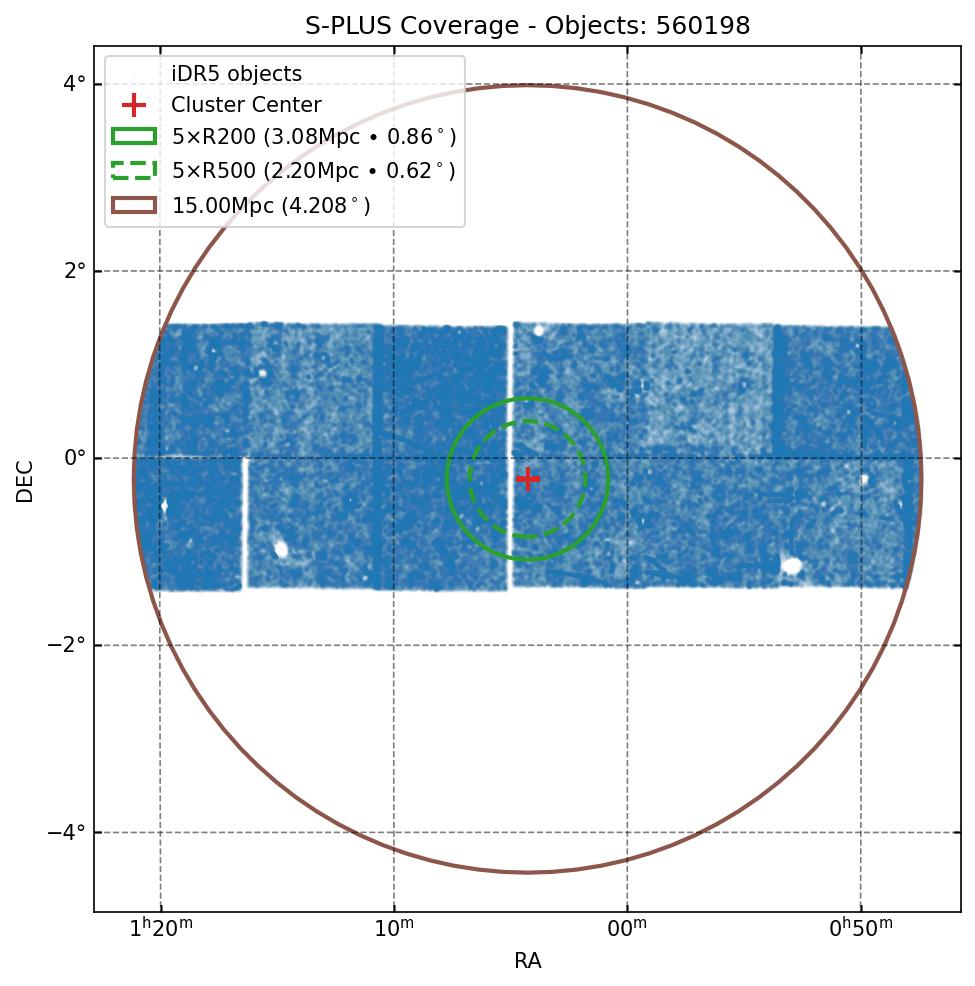 S-PLUS Coverage - Objects: 560198
iDR5 objects
Cluster Center
5×R200 (3.08Mpc • 0.86°)
5×R500 (2.20Mpc • 0.62°)
15.00Mpc (4.208°)
4°
2°
0°
−2°
−4°
DEC
1ʰ20ᵐ 10ᵐ 00ᵐ 0ʰ50ᵐ
RA